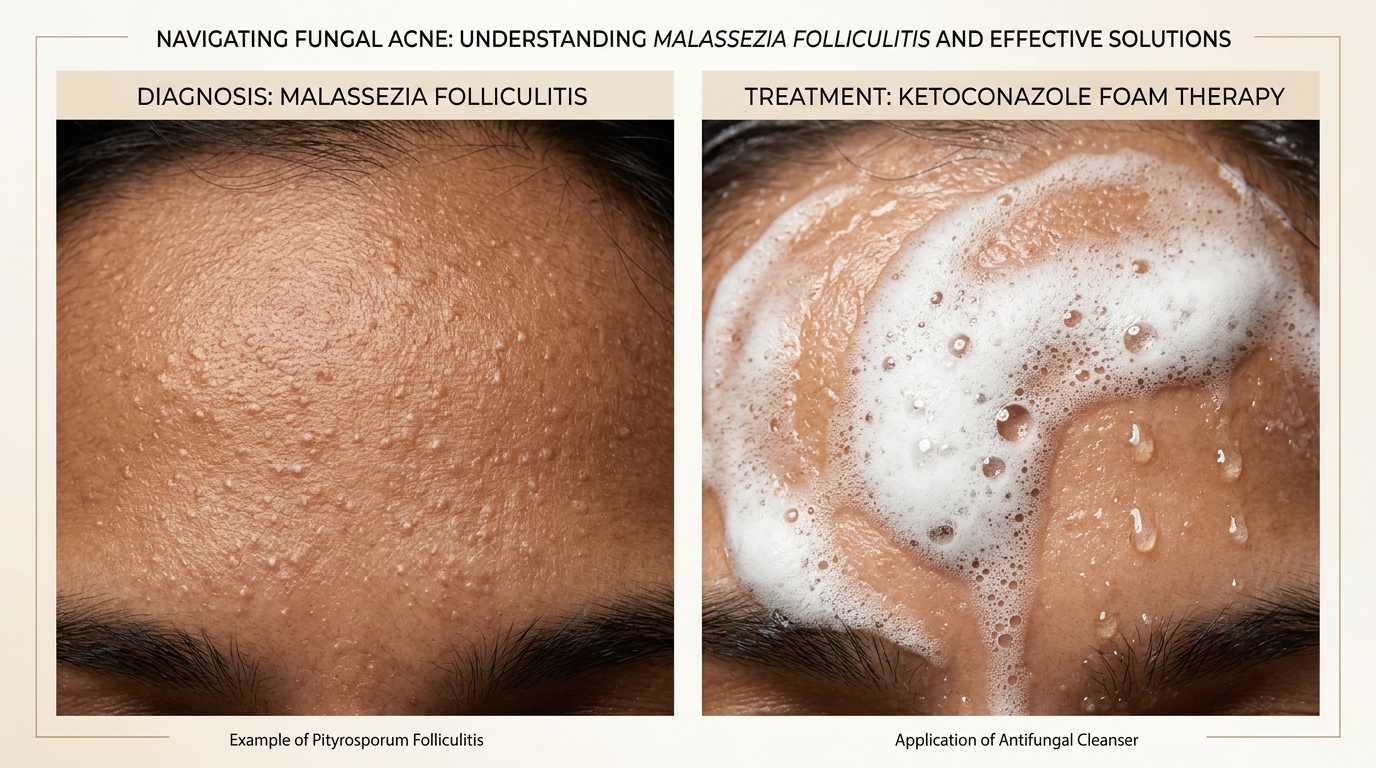 NAVIGATING FUNGAL ACNE: UNDERSTANDING MALASSEZIA FOLLICULITIS AND EFFECTIVE SOLUTIONS
DIAGNOSIS: MALASSEZIA FOLLICULITIS
TREATMENT: KETOCONAZOLE FOAM THERAPY
Example of Pityrosporum Folliculitis
Application of Antifungal Cleanser